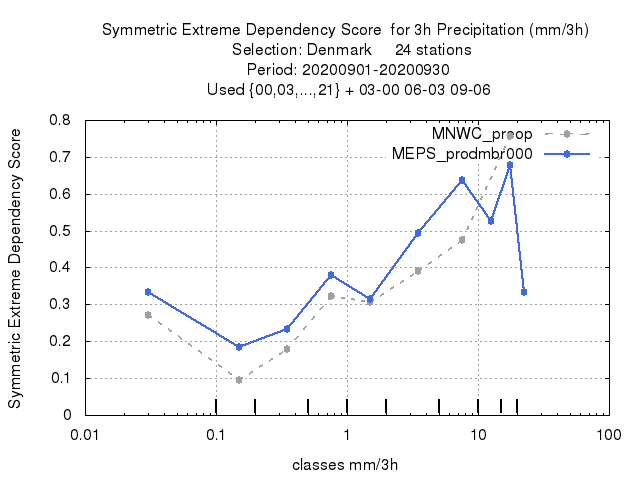 Symmetric Extreme Dependency Score for 3h Precipitation (mm/3h)
Selection: Denmark 24 stations
Period: 20200901-20200930
Used {00,03,...,21} + 03-00 06-03 09-06
MNWC_preop
MEPS_prodmbr000
Symmetric Extreme Dependency Score
0.8
0.7
0.6
0.5
0.4
0.3
0.2
0.1
0
0.01
0.1
1
10
100
classes mm/3h